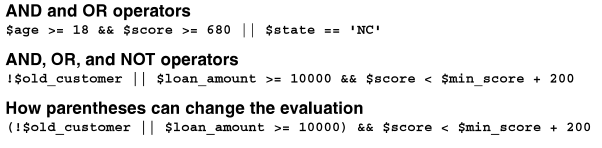 AND and OR operators
$age >= 18 && $score >= 680 || $state == 'NC'
AND, OR, and NOT operators
!$old_customer || $loan_amount >= 10000 && $score < $min_score + 200
How parentheses can change the evaluation
(!$old_customer || $loan_amount >= 10000) && $score < $min_score + 200